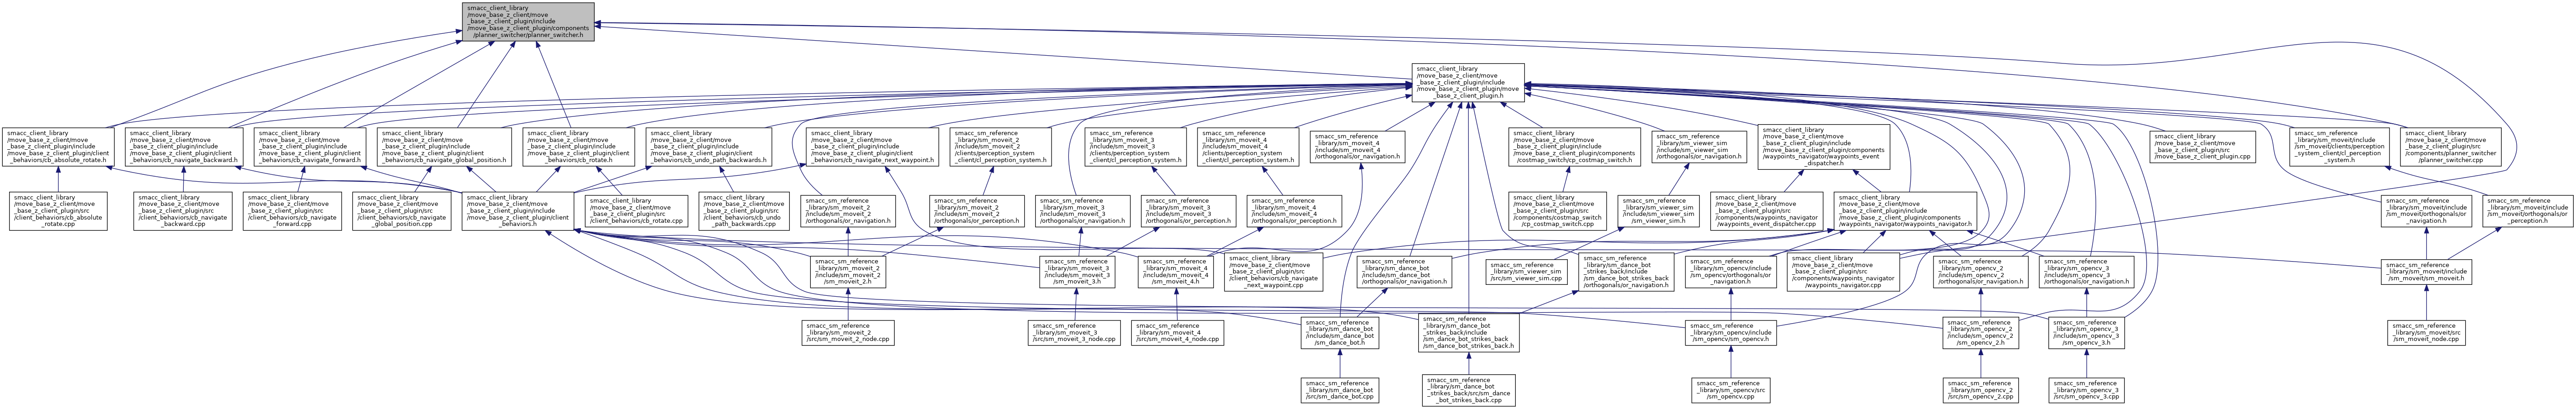 smacc_client_library
/move_base_z_client/move
_base_z_client_plugin/include
/move_base_z_client_plugin/components
/planner_switcher/planner_switcher.h
smacc_client_library
/move_base_z_client/move
_base_z_client_plugin/include
/move_base_z_client_plugin/move
_base_z_client_plugin.h
smacc_client_library
/move_base_z_client/move
_base_z_client_plugin/include
/move_base_z_client_plugin/client
_behaviors/cb_absolute_rotate.h
smacc_client_library
/move_base_z_client/move
_base_z_client_plugin/include
/move_base_z_client_plugin/client
_behaviors/cb_navigate_backward.h
smacc_client_library
/move_base_z_client/move
_base_z_client_plugin/include
/move_base_z_client_plugin/client
_behaviors/cb_navigate_forward.h
smacc_client_library
/move_base_z_client/move
_base_z_client_plugin/include
/move_base_z_client_plugin/client
_behaviors/cb_navigate_global_position.h
smacc_client_library
/move_base_z_client/move
_base_z_client_plugin/include
/move_base_z_client_plugin/client
_behaviors/cb_rotate.h
smacc_client_library
/move_base_z_client/move
_base_z_client_plugin/include
/move_base_z_client_plugin/client
_behaviors/cb_undo_path_backwards.h
smacc_client_library
/move_base_z_client/move
_base_z_client_plugin/include
/move_base_z_client_plugin/client
_behaviors/cb_navigate_next_waypoint.h
smacc_sm_reference
_library/sm_moveit_2
/include/sm_moveit_2
/clients/perception_system
_client/cl_perception_system.h
smacc_sm_reference
_library/sm_moveit_3
/include/sm_moveit_3
/clients/perception_system
_client/cl_perception_system.h
smacc_sm_reference
_library/sm_moveit_4
/include/sm_moveit_4
/clients/perception_system
_client/cl_perception_system.h
smacc_sm_reference
_library/sm_moveit_4
/include/sm_moveit_4
/orthogonals/or_navigation.h
smacc_client_library
/move_base_z_client/move
_base_z_client_plugin/include
/move_base_z_client_plugin/components
/costmap_switch/cp_costmap_switch.h
smacc_sm_reference
_library/sm_viewer_sim
/include/sm_viewer_sim
/orthogonals/or_navigation.h
smacc_client_library
/move_base_z_client/move
_base_z_client_plugin/include
/move_base_z_client_plugin/components
/waypoints_navigator/waypoints_event
_dispatcher.h
smacc_client_library
/move_base_z_client/move
_base_z_client_plugin/src
/move_base_z_client_plugin.cpp
smacc_sm_reference
_library/sm_moveit/include
/sm_moveit/clients/perception
_system_client/cl_perception
_system.h
smacc_client_library
/move_base_z_client/move
_base_z_client_plugin/src
/components/planner_switcher
/planner_switcher.cpp
smacc_client_library
/move_base_z_client/move
_base_z_client_plugin/src
/client_behaviors/cb_absolute
_rotate.cpp
smacc_client_library
/move_base_z_client/move
_base_z_client_plugin/src
/client_behaviors/cb_navigate
_backward.cpp
smacc_client_library
/move_base_z_client/move
_base_z_client_plugin/src
/client_behaviors/cb_navigate
_forward.cpp
smacc_client_library
/move_base_z_client/move
_base_z_client_plugin/src
/client_behaviors/cb_navigate
_global_position.cpp
smacc_client_library
/move_base_z_client/move
_base_z_client_plugin/include
/move_base_z_client_plugin/client
_behaviors.h
smacc_client_library
/move_base_z_client/move
_base_z_client_plugin/src
/client_behaviors/cb_rotate.cpp
smacc_client_library
/move_base_z_client/move
_base_z_client_plugin/src
/client_behaviors/cb_undo
_path_backwards.cpp
smacc_sm_reference
_library/sm_moveit_2
/include/sm_moveit_2
/orthogonals/or_navigation.h
smacc_sm_reference
_library/sm_moveit_2
/include/sm_moveit_2
/orthogonals/or_perception.h
smacc_sm_reference
_library/sm_moveit_3
/include/sm_moveit_3
/orthogonals/or_navigation.h
smacc_sm_reference
_library/sm_moveit_3
/include/sm_moveit_3
/orthogonals/or_perception.h
smacc_sm_reference
_library/sm_moveit_4
/include/sm_moveit_4
/orthogonals/or_perception.h
smacc_client_library
/move_base_z_client/move
_base_z_client_plugin/src
/components/costmap_switch
/cp_costmap_switch.cpp
smacc_sm_reference
_library/sm_viewer_sim
/include/sm_viewer_sim
/sm_viewer_sim.h
smacc_client_library
/move_base_z_client/move
_base_z_client_plugin/src
/components/waypoints_navigator
/waypoints_event_dispatcher.cpp
smacc_client_library
/move_base_z_client/move
_base_z_client_plugin/include
/move_base_z_client_plugin/components
/waypoints_navigator/waypoints_navigator.h
smacc_sm_reference
_library/sm_moveit/include
/sm_moveit/orthogonals/or
_navigation.h
smacc_sm_reference
_library/sm_moveit/include
/sm_moveit/orthogonals/or
_perception.h
smacc_sm_reference
_library/sm_moveit_2
/include/sm_moveit_2
/sm_moveit_2.h
smacc_sm_reference
_library/sm_moveit_3
/include/sm_moveit_3
/sm_moveit_3.h
smacc_sm_reference
_library/sm_moveit_4
/include/sm_moveit_4
/sm_moveit_4.h
smacc_client_library
/move_base_z_client/move
_base_z_client_plugin/src
/client_behaviors/cb_navigate
_next_waypoint.cpp
smacc_sm_reference
_library/sm_dance_bot
/include/sm_dance_bot
/orthogonals/or_navigation.h
smacc_sm_reference
_library/sm_viewer_sim
/src/sm_viewer_sim.cpp
smacc_sm_reference
_library/sm_dance_bot
_strikes_back/include
/sm_dance_bot_strikes_back
/orthogonals/or_navigation.h
smacc_sm_reference
_library/sm_opencv/include
/sm_opencv/orthogonals/or
_navigation.h
smacc_client_library
/move_base_z_client/move
_base_z_client_plugin/src
/components/waypoints_navigator
/waypoints_navigator.cpp
smacc_sm_reference
_library/sm_opencv_2
/include/sm_opencv_2
/orthogonals/or_navigation.h
smacc_sm_reference
_library/sm_opencv_3
/include/sm_opencv_3
/orthogonals/or_navigation.h
smacc_sm_reference
_library/sm_moveit/include
/sm_moveit/sm_moveit.h
smacc_sm_reference
_library/sm_moveit_2
/src/sm_moveit_2_node.cpp
smacc_sm_reference
_library/sm_moveit_3
/src/sm_moveit_3_node.cpp
smacc_sm_reference
_library/sm_moveit_4
/src/sm_moveit_4_node.cpp
smacc_sm_reference
_library/sm_dance_bot
/include/sm_dance_bot
/sm_dance_bot.h
smacc_sm_reference
_library/sm_dance_bot
_strikes_back/include
/sm_dance_bot_strikes_back
/sm_dance_bot_strikes_back.h
smacc_sm_reference
_library/sm_opencv/include
/sm_opencv/sm_opencv.h
smacc_sm_reference
_library/sm_opencv_2
/include/sm_opencv_2
/sm_opencv_2.h
smacc_sm_reference
_library/sm_opencv_3
/include/sm_opencv_3
/sm_opencv_3.h
smacc_sm_reference
_library/sm_moveit/src
/sm_moveit_node.cpp
smacc_sm_reference
_library/sm_dance_bot
/src/sm_dance_bot.cpp
smacc_sm_reference
_library/sm_dance_bot
_strikes_back/src/sm_dance
_bot_strikes_back.cpp
smacc_sm_reference
_library/sm_opencv/src
/sm_opencv.cpp
smacc_sm_reference
_library/sm_opencv_2
/src/sm_opencv_2.cpp
smacc_sm_reference
_library/sm_opencv_3
/src/sm_opencv_3.cpp